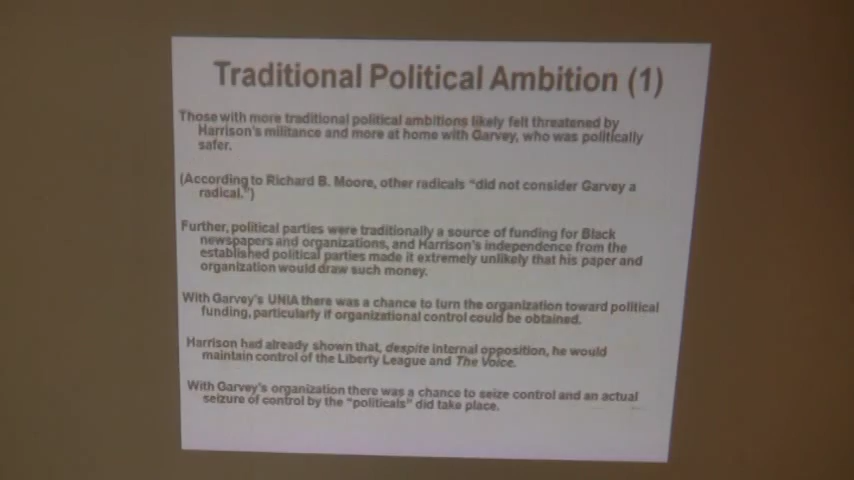 Traditional Political Ambition (1)
Those with more traditional political ambitions likely felt threatened by
Harrison's militance and more at home with Garvey, who was politically
safer.
(According to Richard B. Moore, other radicals "did not consider Garvey a
radical.")
Further, political parties were traditionally a source of funding for Black
newspapers and organizations, and Harrison's independence from the
established political parties made it extremely unlikely that his paper and
organization would draw such money.
With Garvey's UNIA there was a chance to turn the organization toward political
funding, particularly if organizational control could be obtained.
Harrison had already shown that, despite internal opposition, he would
maintain control of the Liberty League and The Voice.
With Garvey's organization there was a chance to seize control and an actual
seizure of control by the "politicals" did take place.